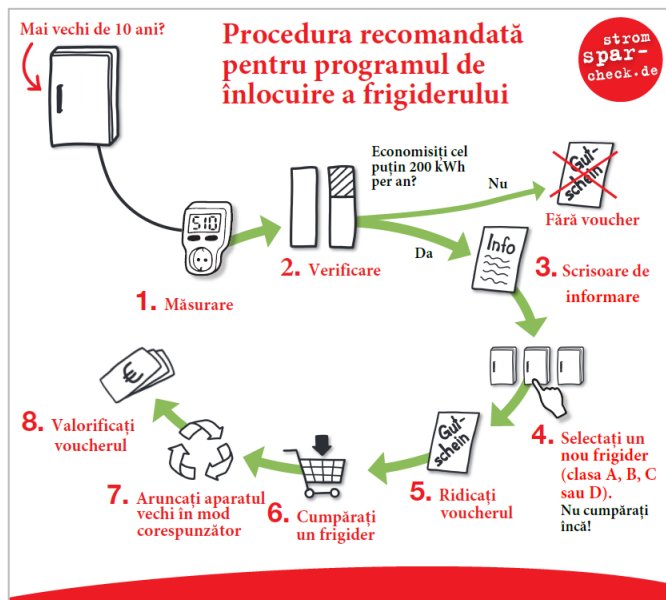 Mai vechi de 10 ani?
Procedura recomandată
pentru programul de
înlocuire a frigiderului
strom
spar-
check.de
510
1. Măsurare
2. Verificare
Economisiți cel
puțin 200 kWh
per an?
Nu
Da
Gut-
schein
Fără voucher
Info
3. Scrisoare de
informare
4. Selectați un
nou frigider
(clasa A, B, C
sau D).
Nu cumpărați
încă!
Gut-
schein
5. Ridicați
voucherul
6. Cumpărați
un frigider
7. Aruncați aparatul
vechi în mod
corespunzător
€
8. Valorificați
voucherul